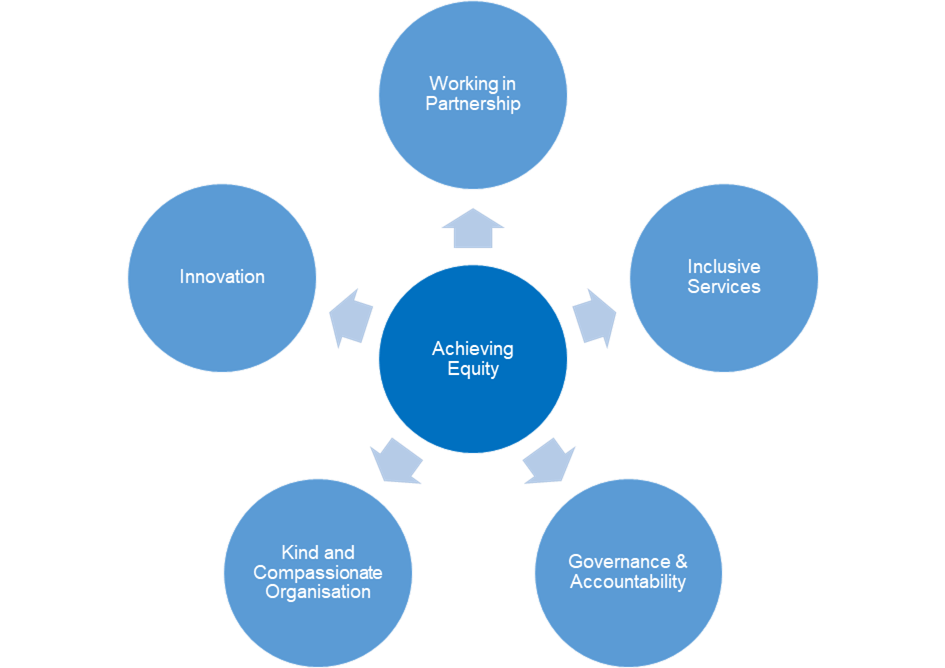 Working in
Partnership
Innovation
Inclusive
Services
Achieving
Equity
Kind and
Compassionate
Organisation
Governance &
Accountability